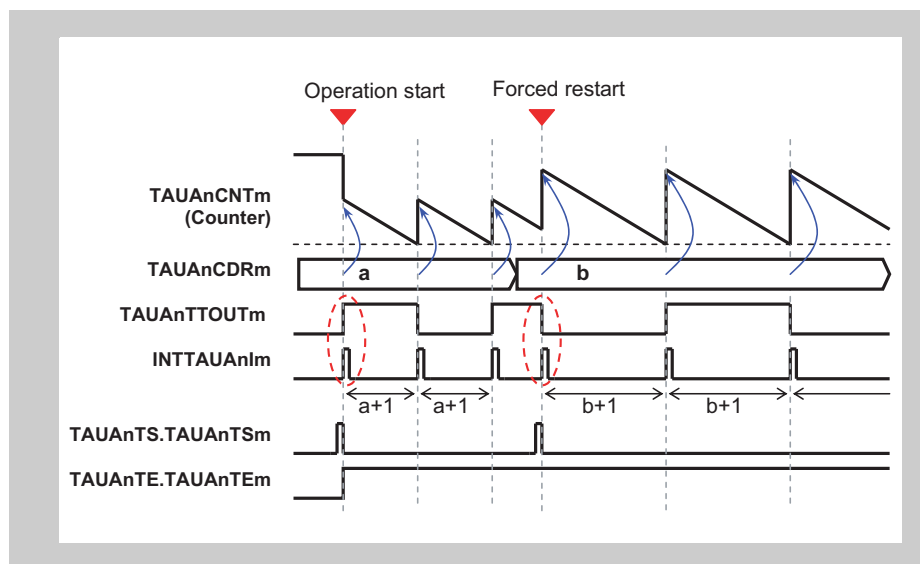 Operation start Forced restart
TAUAnCNTm
(Counter)
TAUAnCDRm a b
TAUAnTTOUTm
INTTAUAnIm
a+1 a+1 b+1 b+1
TAUAnTS.TAUAnTSm
TAUAnTE.TAUAnTEm